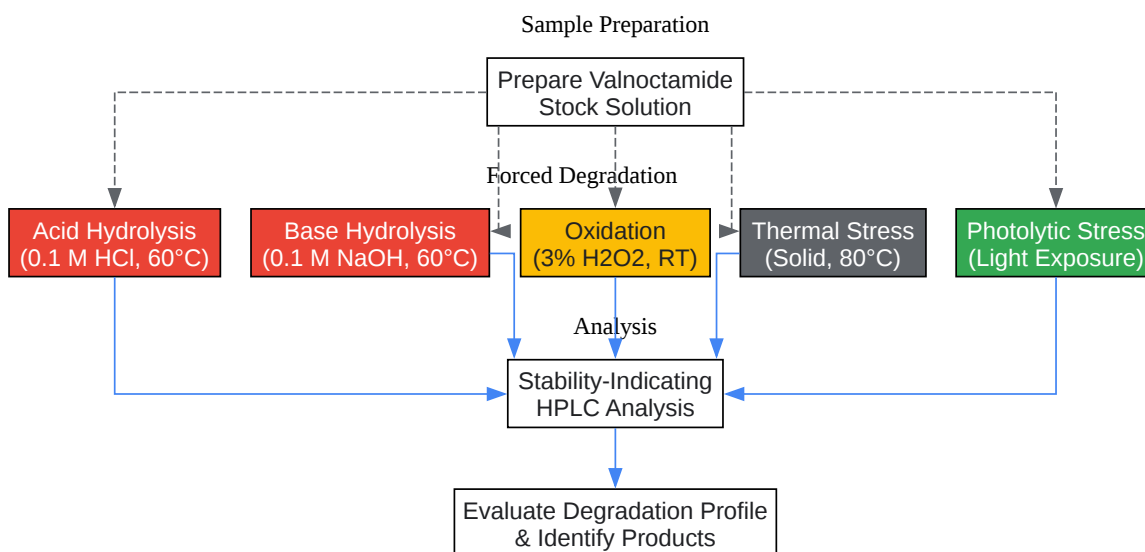 Sample Preparation
Prepare Valnoctamide
Stock Solution
Forced Degradation
Acid Hydrolysis
(0.1 M HCl, 60°C)
Base Hydrolysis
(0.1 M NaOH, 60°C)
Oxidation
(3% H2O2, RT)
Thermal Stress
(Solid, 80°C)
Photolytic Stress
(Light Exposure)
Analysis
Stability-Indicating
HPLC Analysis
Evaluate Degradation Profile
& Identify Products